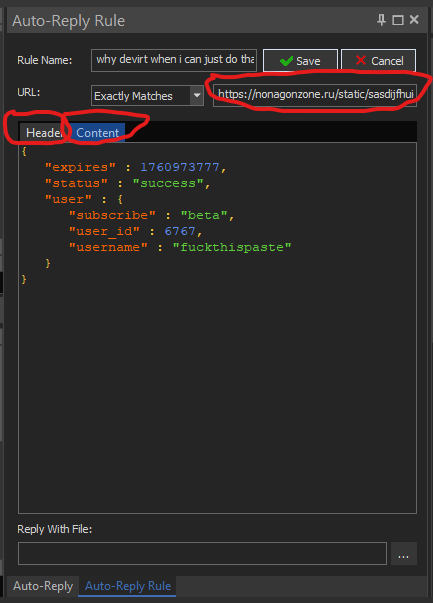 Auto-Reply Rule
Rule Name: why devirt when i can just do tha Save Cancel
URL: Exactly Matches https://nonagonzone.ru/static/sasdijfhui
Header Content
{
"expires" : 1760973777,
"status" : "success",
"user" : {
"subscribe" : "beta",
"user_id" : 6767,
"username" : "fuckthispaste"
}
}
Reply With File:
...
Auto-Reply Auto-Reply Rule